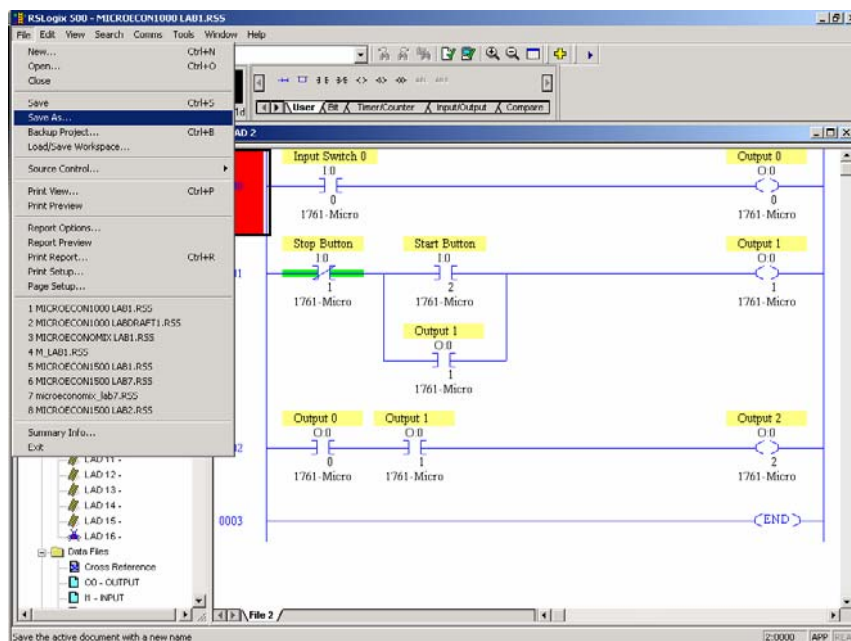 RSLogix 500 - MICROECON1000 LAB1.RSS
File Edit View Search Comms Tools Window Help
New... Ctrl+N
Open... Ctrl+O
Close
Save Ctrl+S
Save As...
Backup Project... Ctrl+B
Load/Save Workspace...
Source Control...
Print View... Ctrl+P
Print Preview
Report Options...
Report Preview
Print Report... Ctrl+R
Print Setup...
Page Setup...
1 MICROECON1000 LAB1.RSS
2 MICROECON1000 LABDRAFT1.RSS
3 MICROECONOMIX LAB1.RSS
4 M_LAB1.RSS
5 MICROECON1500 LAB1.RSS
6 MICROECON1500 LAB7.RSS
7 microeconomix_lab7.RSS
8 MICROECON1500 LAB2.RSS
Summary Info...
Exit
User Bit Timer/Counter Input/Output Compare
AD 2
Input Switch 0 Output 0
I:0 O:0
0 0
1761-Micro 1761-Micro
Stop Button Start Button Output 1
I:0 I:0 O:0
1 2 1
1761-Micro 1761-Micro 1761-Micro
Output 1
O:0
1
1761-Micro
Output 0 Output 1 Output 2
O:0 O:0 O:0
0 1 2
1761-Micro 1761-Micro 1761-Micro
0003 END
LAD 11 -
LAD 12 -
LAD 13 -
LAD 14 -
LAD 15 -
LAD 16 -
Data Files
Cross Reference
O0 - OUTPUT
I1 - INPUT
File 2
Save the active document with a new name 2:0000 APP